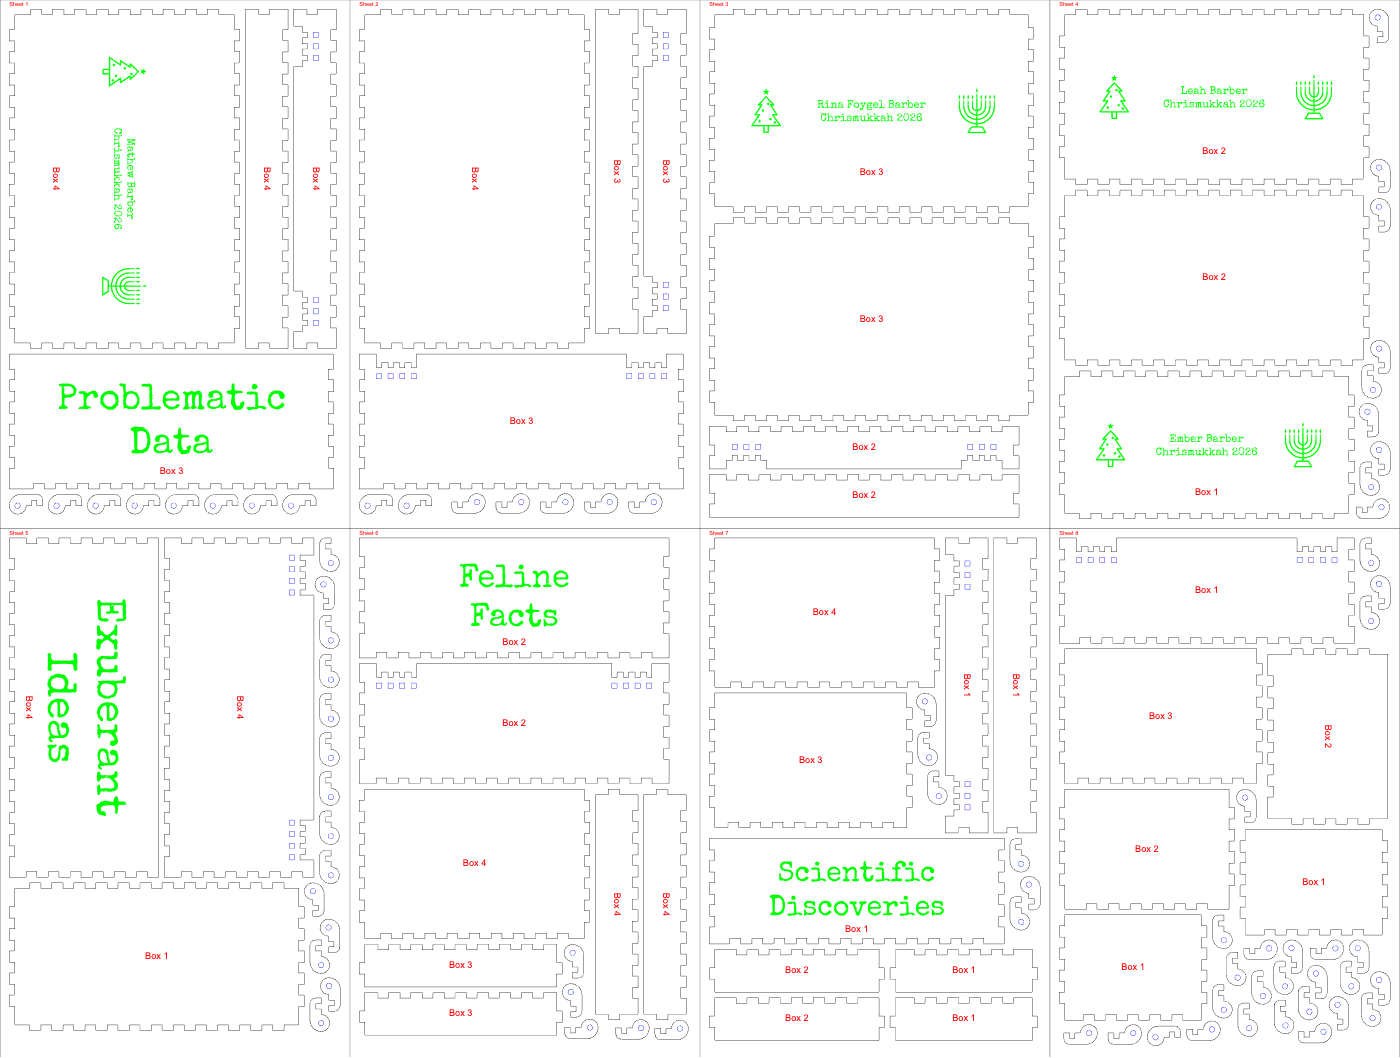 Sheet 1
Mathew Barber
Chrismukkah 2026
Box 4
Box 4
Box 4
Problematic
Data
Box 3
Sheet 2
Box 4
Box 3
Box 3
Box 3
Sheet 3
Rina Foygel Barber
Chrismukkah 2026
Box 3
Box 3
Box 2
Box 2
Sheet 4
Leah Barber
Chrismukkah 2026
Box 2
Box 2
Ember Barber
Chrismukkah 2026
Box 1
Sheet 5
Exuberant
Ideas
Box 4
Box 4
Box 1
Sheet 6
Feline
Facts
Box 2
Box 2
Box 4
Box 4
Box 4
Box 3
Box 3
Sheet 7
Box 4
Box 1
Box 1
Box 3
Scientific
Discoveries
Box 1
Box 2
Box 1
Box 2
Box 1
Sheet 8
Box 1
Box 3
Box 2
Box 2
Box 1
Box 1